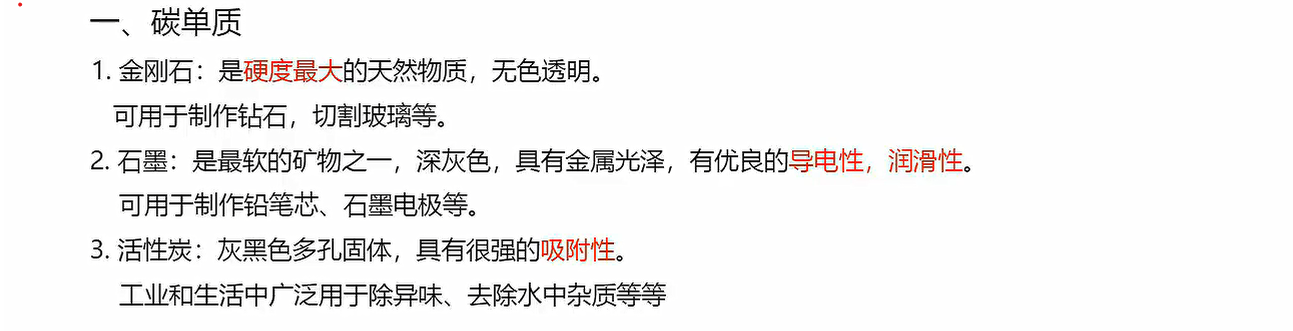 一、碳单质
1. 金刚石：是硬度最大的天然物质，无色透明。
可用于制作钻石，切割玻璃等。
2. 石墨：是最软的矿物之一，深灰色，具有金属光泽，有优良的导电性，润滑性。
可用于制作铅笔芯、石墨电极等。
3. 活性炭：灰黑色多孔固体，具有很强的吸附性。
工业和生活中广泛用于除异味、去除水中杂质等等